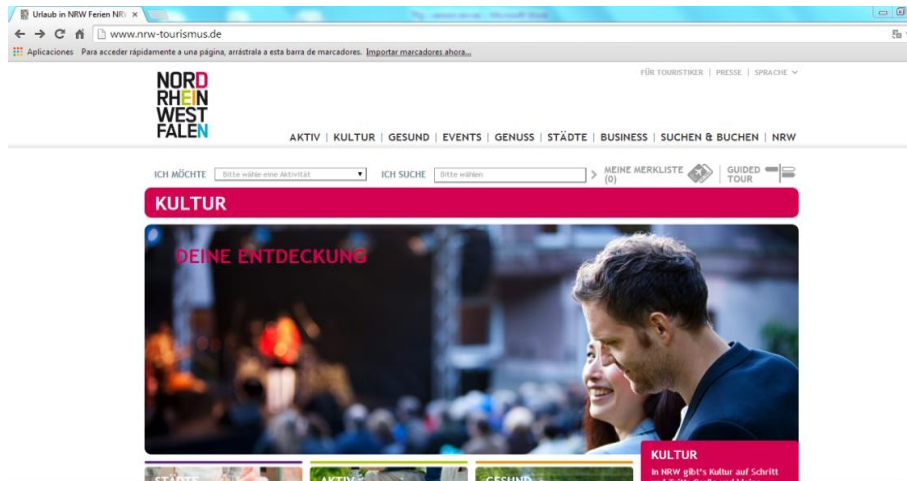 Urlaub in NRW Ferien NR
www.nrw-tourismus.de
Aplicaciones Para acceder rápidamente a una página, arrástrala a esta barra de marcadores. Importar marcadores ahora...
FÜR TOURISTIKER | PRESSE | SPRACHE
NORD
RHEIN
WEST
FALEN
AKTIV | KULTUR | GESUND | EVENTS | GENUSS | STÄDTE | BUSINESS | SUCHEN & BUCHEN | NRW
ICH MÖCHTE Bitte wähle eine Aktivität ICH SUCHE Bitte wählen MEINE MERKLISTE (0) GUIDED TOUR
KULTUR
DEINE ENTDECKUNG
KULTUR
In NRW gibt's Kultur auf Schritt
STÄDTE AKTIV GESUND